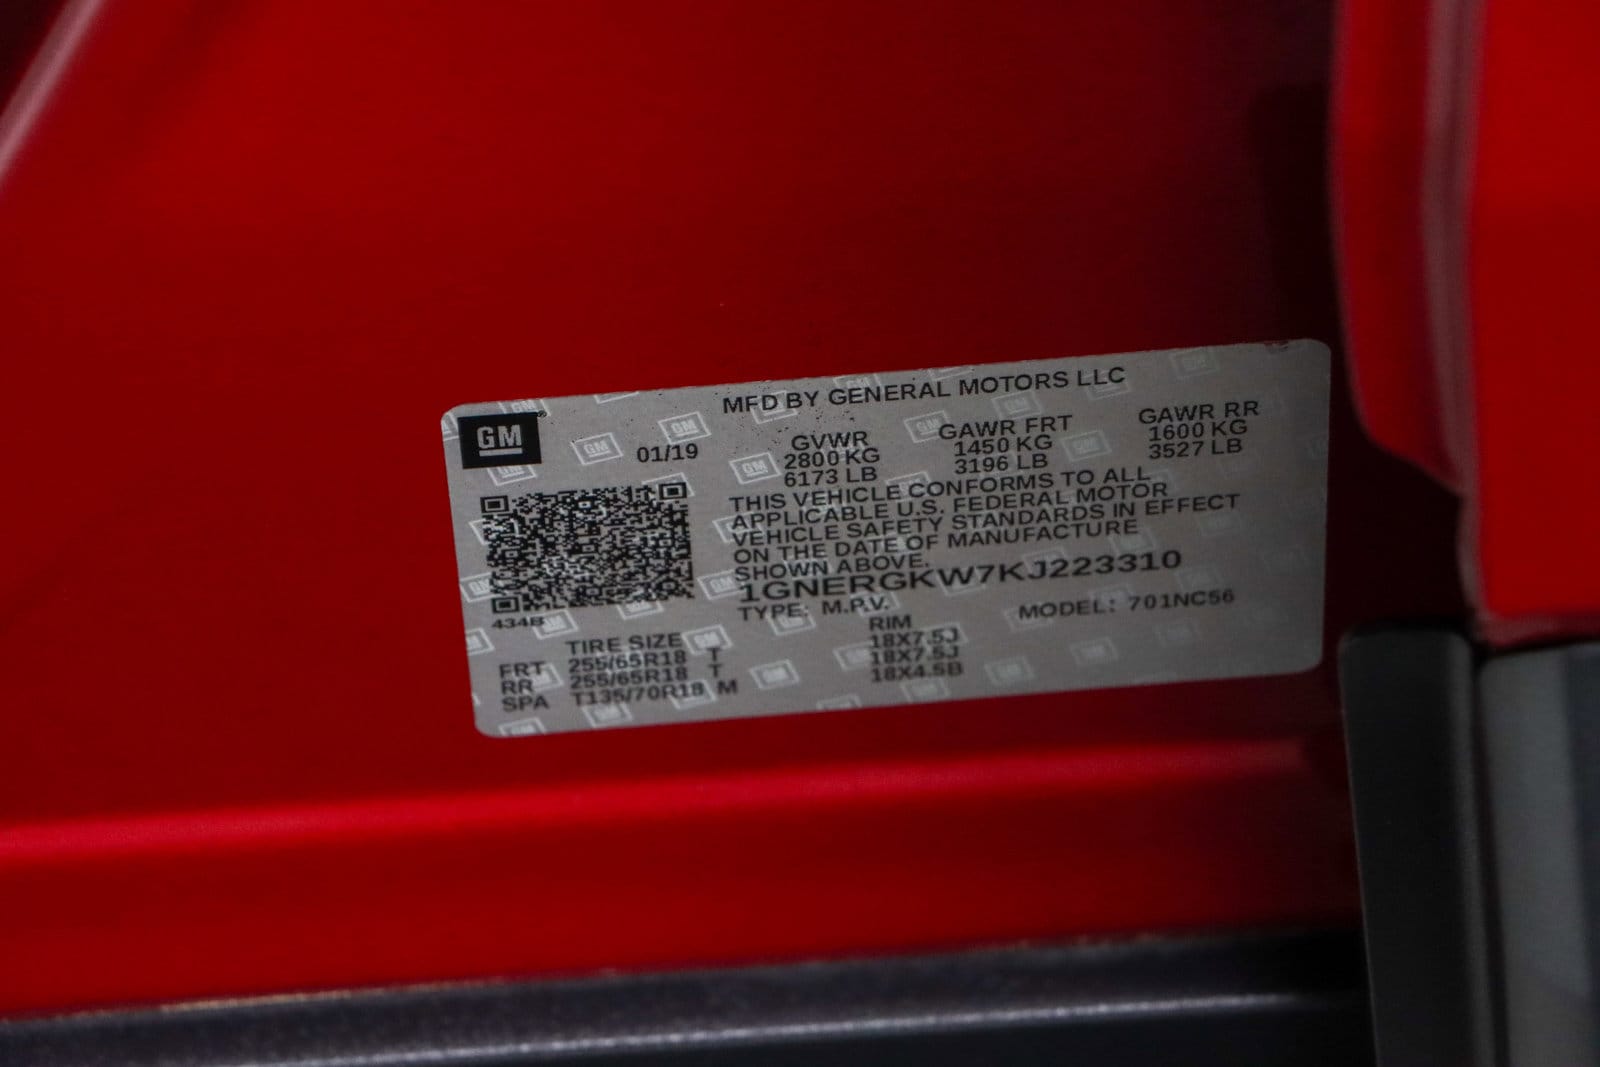 MFD BY GENERAL MOTORS LLC
GM
01/19
GVWR
2800 KG
6173 LB
GAWR FRT
1450 KG
3196 LB
GAWR RR
1600 KG
3527 LB
THIS VEHICLE CONFORMS TO ALL
APPLICABLE U.S. FEDERAL MOTOR
VEHICLE SAFETY STANDARDS IN EFFECT
ON THE DATE OF MANUFACTURE
SHOWN ABOVE.
1GNERGKW7KJ223310
TYPE: M.P.V. MODEL: 701NC56
434B
TIRE SIZE RIM
FRT 255/65R18 T 18X7.5J
RR 255/65R18 T 18X7.5J
SPA T135/70R18 M 18X4.5B